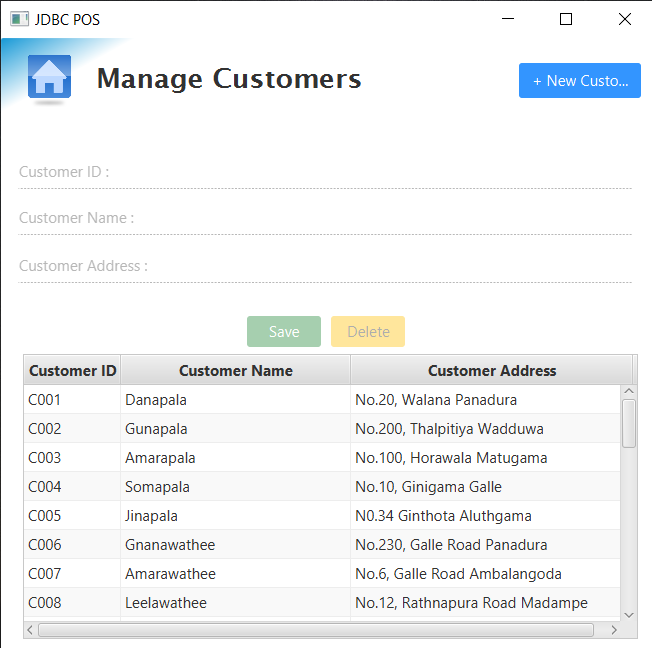 JDBC POS
Manage Customers
+ New Custo...
Customer ID :
Customer Name :
Customer Address :
Save Delete
Customer ID Customer Name Customer Address
C001 Danapala No.20, Walana Panadura
C002 Gunapala No.200, Thalpitiya Wadduwa
C003 Amarapala No.100, Horawala Matugama
C004 Somapala No.10, Ginigama Galle
C005 Jinapala N0.34 Ginthota Aluthgama
C006 Gnanawathee No.230, Galle Road Panadura
C007 Amarawathee No.6, Galle Road Ambalangoda
C008 Leelawathee No.12, Rathnapura Road Madampe